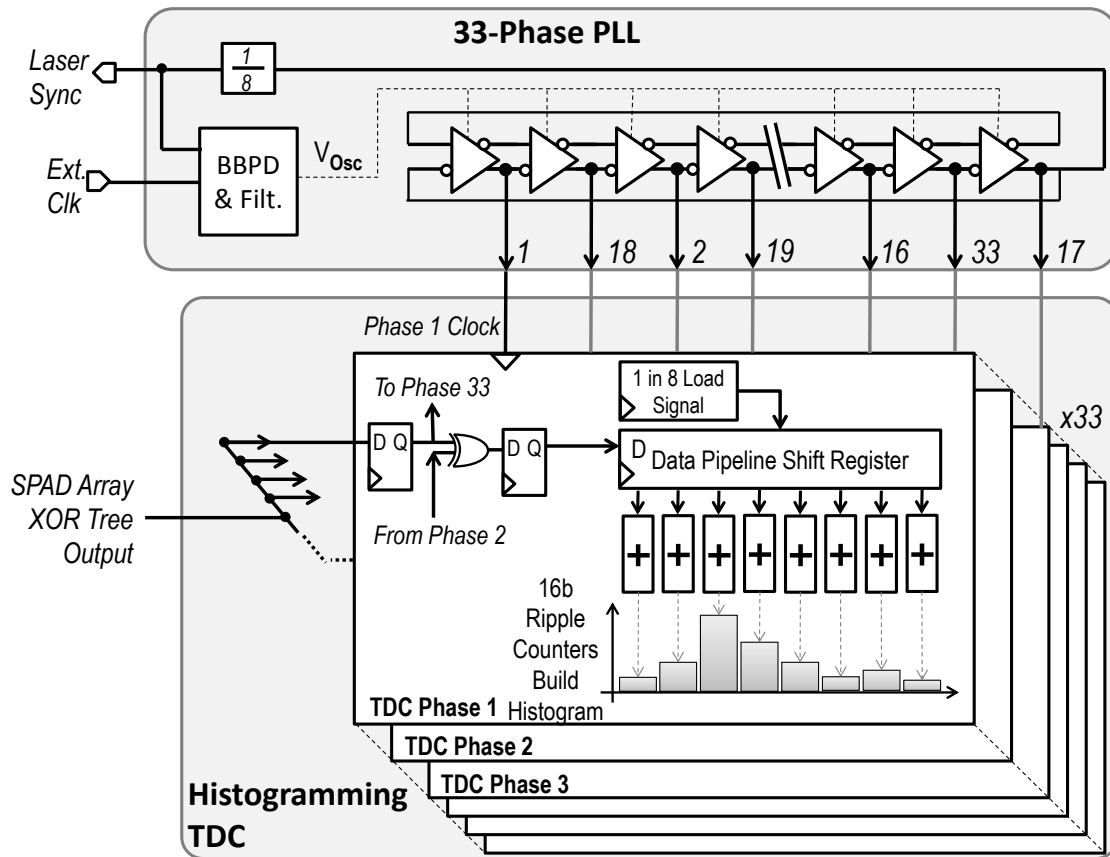 33-Phase PLL
Laser
Sync
1
8
Ext.
Clk
BBPD
& Filt.
VOsc
1
18
2
19
16
33
17
Phase 1 Clock
To Phase 33
1 in 8 Load
Signal
x33
D Q
D Q
D
Data Pipeline Shift Register
SPAD Array
XOR Tree
Output
From Phase 2
+ + + + + + + +
16b
Ripple
Counters
Build
Histogram
TDC Phase 1
TDC Phase 2
TDC Phase 3
Histogramming
TDC